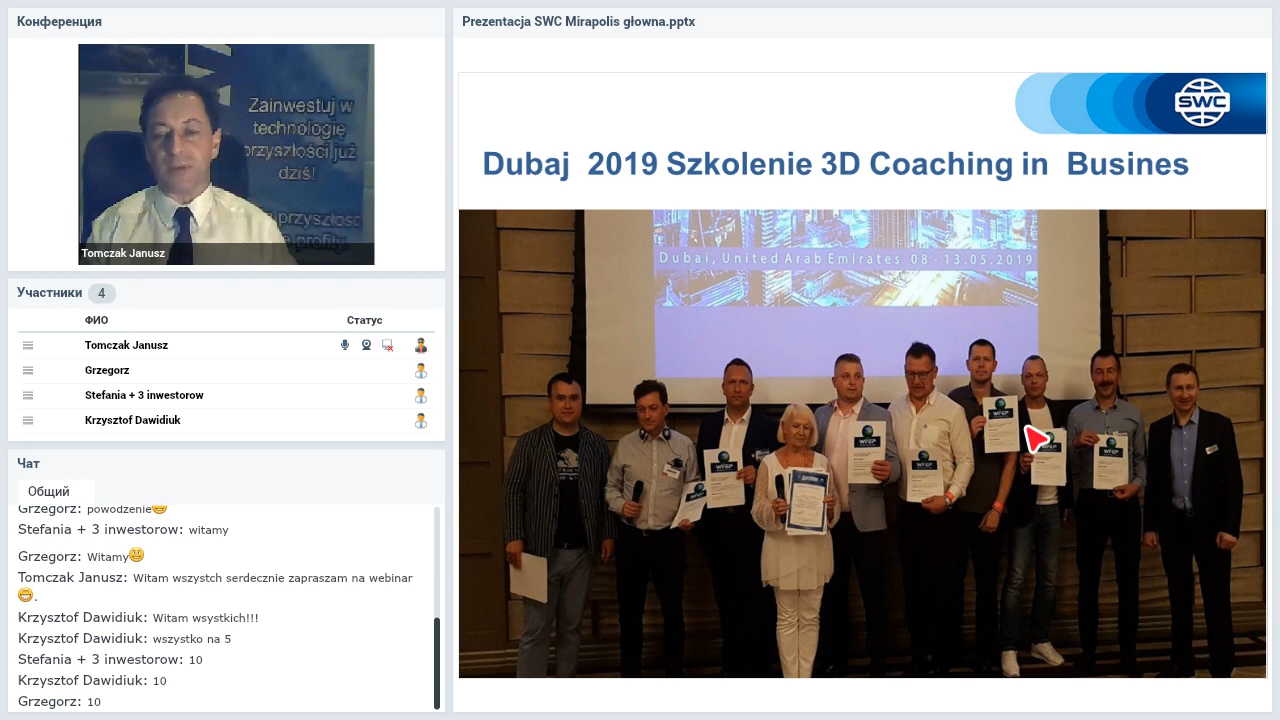 Конференция
Zainwestuj w
technologię
przyszłości już
dziś!
Tomczak Janusz
Участники 4
ФИО Статус
Tomczak Janusz
Grzegorz
Stefania + 3 inwestorow
Krzysztof Dawidiuk
Чат
Общий
Grzegorz: powodzenie
Stefania + 3 inwestorow: witamy
Grzegorz: Witamy
Tomczak Janusz: Witam wszystch serdecznie zapraszam na webinar
.
Krzysztof Dawidiuk: Witam wsystkich!!!
Krzysztof Dawidiuk: wszystko na 5
Stefania + 3 inwestorow: 10
Krzysztof Dawidiuk: 10
Grzegorz: 10
Prezentacja SWC Mirapolis głowna.pptx
SWC
Dubaj 2019 Szkolenie 3D Coaching in Busines
Dubai, United Arab Emirates 08 - 13.05.2019
WFEP
WFEP
WFEP
WFEP
WFEP